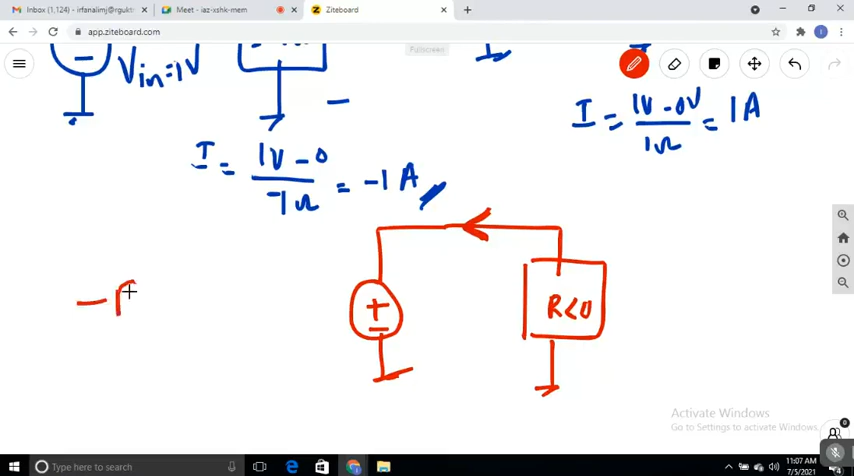 Inbox (1,124) - irfanalimj@rgukt
Meet - iaz-xshk-mem
Ziteboard
app.ziteboard.com
Fullscreen
Vin=1V
I
I = 1V - 0V / 1Ω = 1A
I = 1V - 0 / -1Ω = -1 A
+
-
R<0
Activate Windows
Go to Settings to activate Windows.
0
Type here to search
11:07 AM
7/5/2021